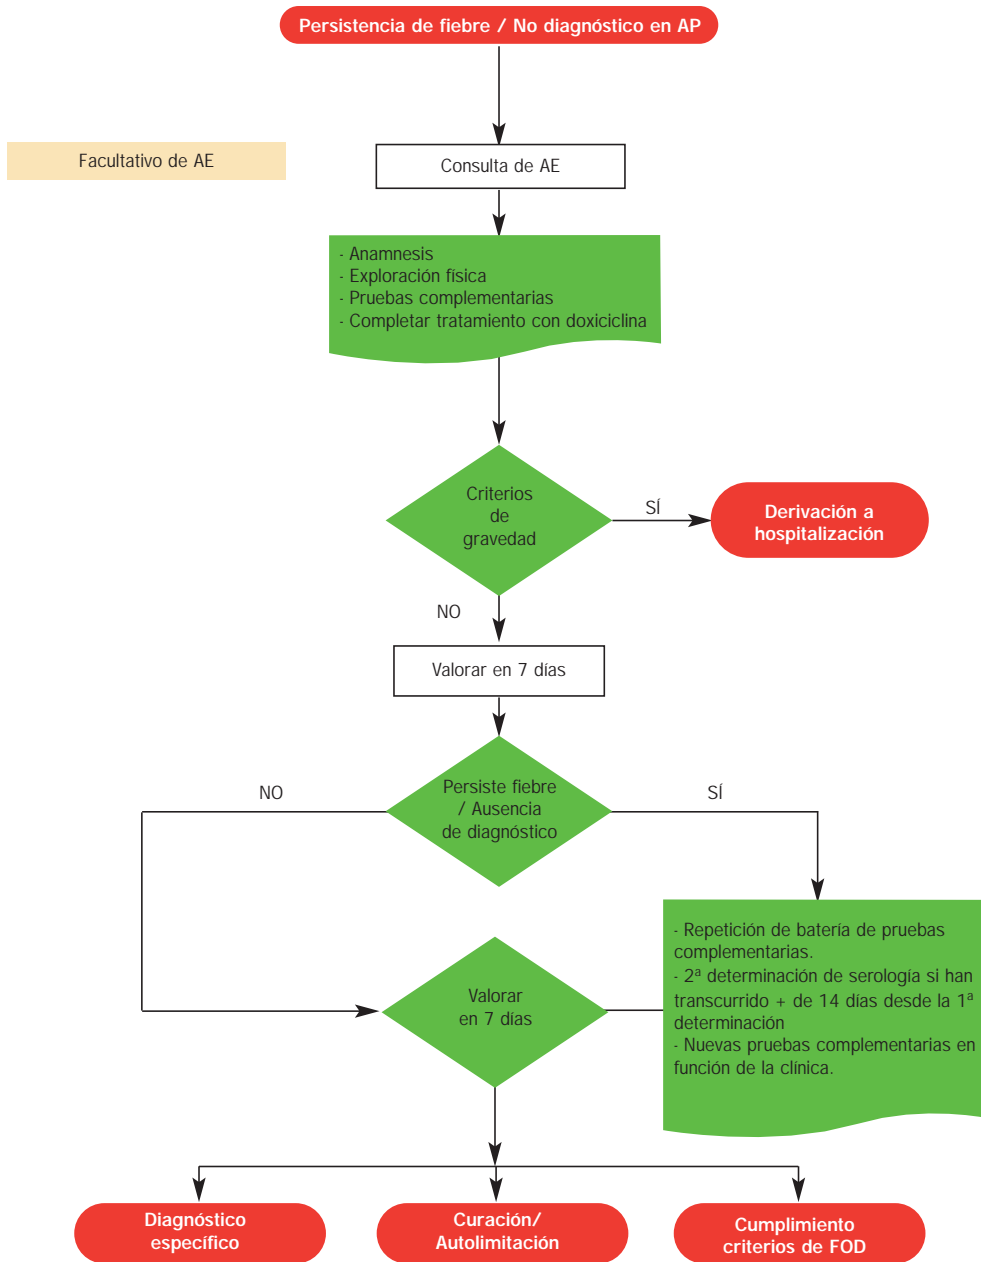 Persistencia de fiebre / No diagnóstico en AP
Facultativo de AE
Consulta de AE
- Anamnesis
- Exploración física
- Pruebas complementarias
- Completar tratamiento con doxiciclina
Criterios
de
gravedad
SÍ
Derivación a
hospitalización
NO
Valorar en 7 días
Persiste fiebre
/ Ausencia
de diagnóstico
NO
SÍ
- Repetición de batería de pruebas
complementarias.
- 2ª determinación de serología si han
transcurrido + de 14 días desde la 1ª
determinación
- Nuevas pruebas complementarias en
función de la clínica.
Valorar
en 7 días
Diagnóstico
específico
Curación/
Autolimitación
Cumplimiento
criterios de FOD